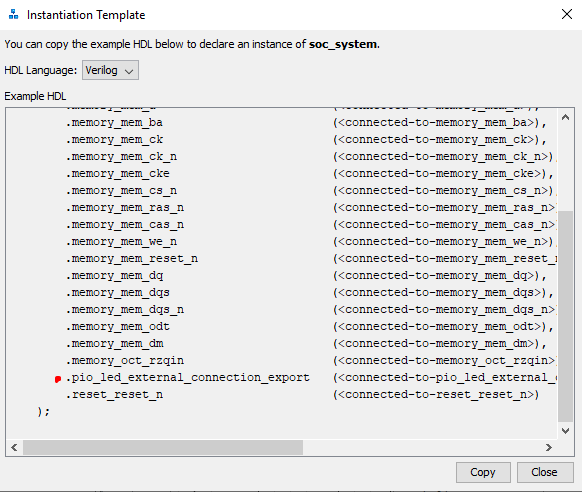 Instantiation Template
You can copy the example HDL below to declare an instance of soc_system.
HDL Language: Verilog
Example HDL
.memory_mem_ba (<connected-to-memory_mem_ba>),
.memory_mem_ck (<connected-to-memory_mem_ck>),
.memory_mem_ck_n (<connected-to-memory_mem_ck_n>)
.memory_mem_cke (<connected-to-memory_mem_cke>),
.memory_mem_cs_n (<connected-to-memory_mem_cs_n>)
.memory_mem_ras_n (<connected-to-memory_mem_ras_n>
.memory_mem_cas_n (<connected-to-memory_mem_cas_n>
.memory_mem_we_n (<connected-to-memory_mem_we_n>)
.memory_mem_reset_n (<connected-to-memory_mem_reset_n
.memory_mem_dq (<connected-to-memory_mem_dq>),
.memory_mem_dqs (<connected-to-memory_mem_dqs>),
.memory_mem_dqs_n (<connected-to-memory_mem_dqs_n>
.memory_mem_odt (<connected-to-memory_mem_odt>),
.memory_mem_dm (<connected-to-memory_mem_dm>),
.memory_oct_rzqin (<connected-to-memory_oct_rzqin>
.pio_led_external_connection_export (<connected-to-pio_led_external_c
.reset_reset_n (<connected-to-reset_reset_n>)
);
Copy Close